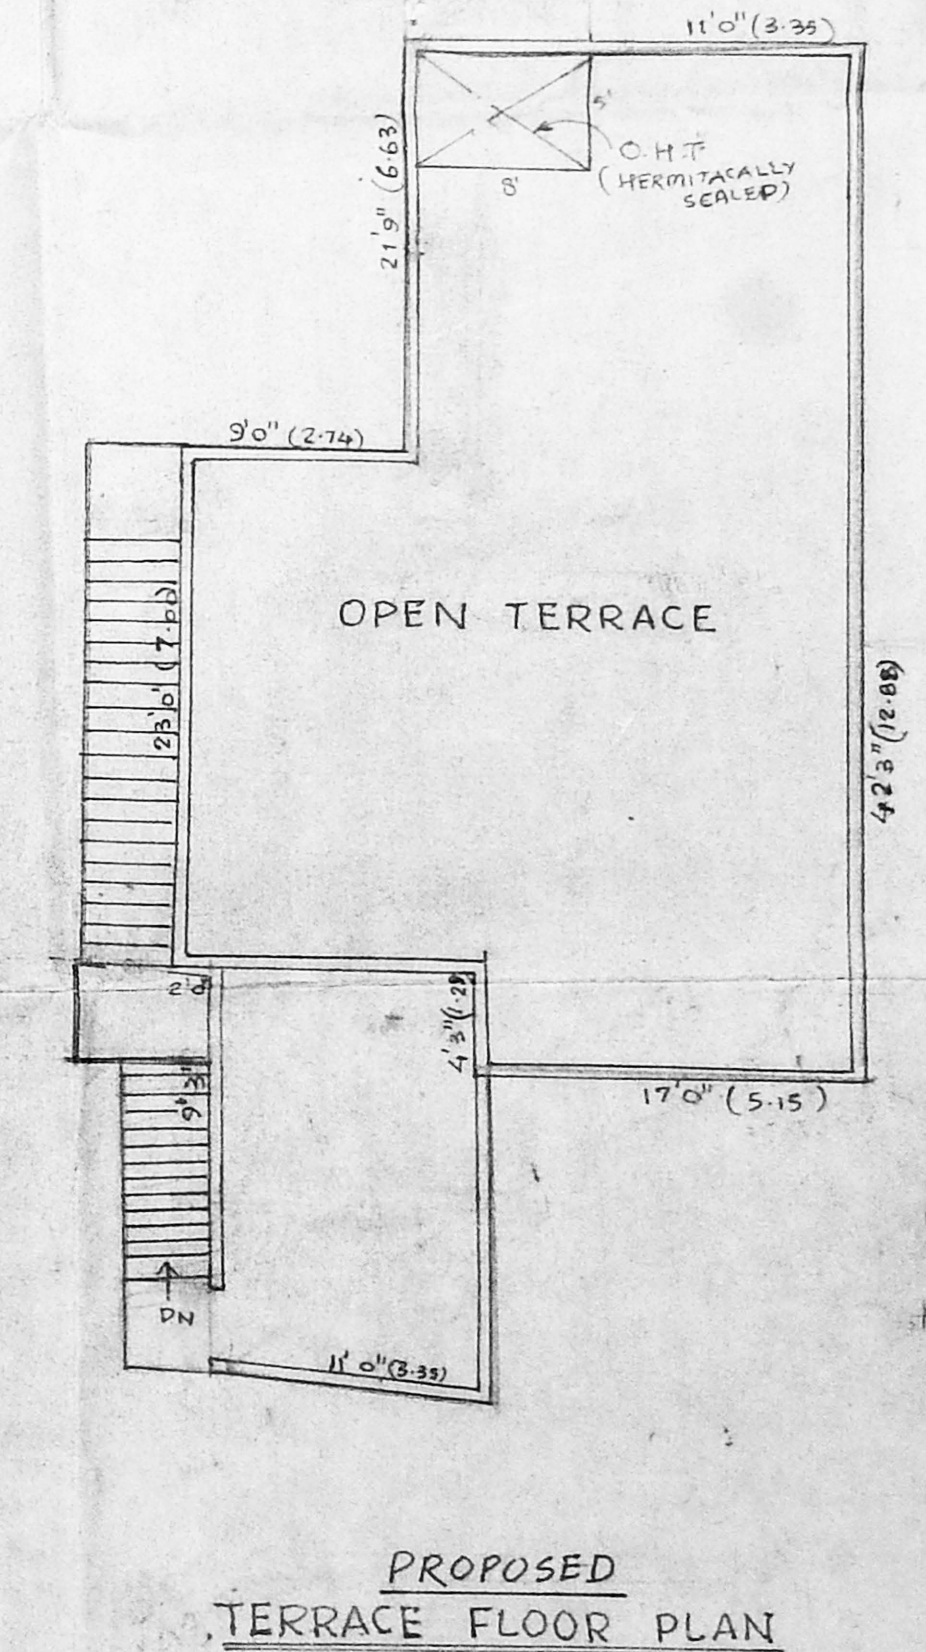 11'0" (3.35)
21'9" (6.63)
5'
8'
O.H.T
(HERMITACALLY
SEALED)
9'0" (2.74)
OPEN TERRACE
23'0' (7.00)
42'3" (12.88)
2'0
4'3" (1.29
9'3"
17'0" (5.15)
DN
11'0" (3.35)
PROPOSED
TERRACE FLOOR PLAN